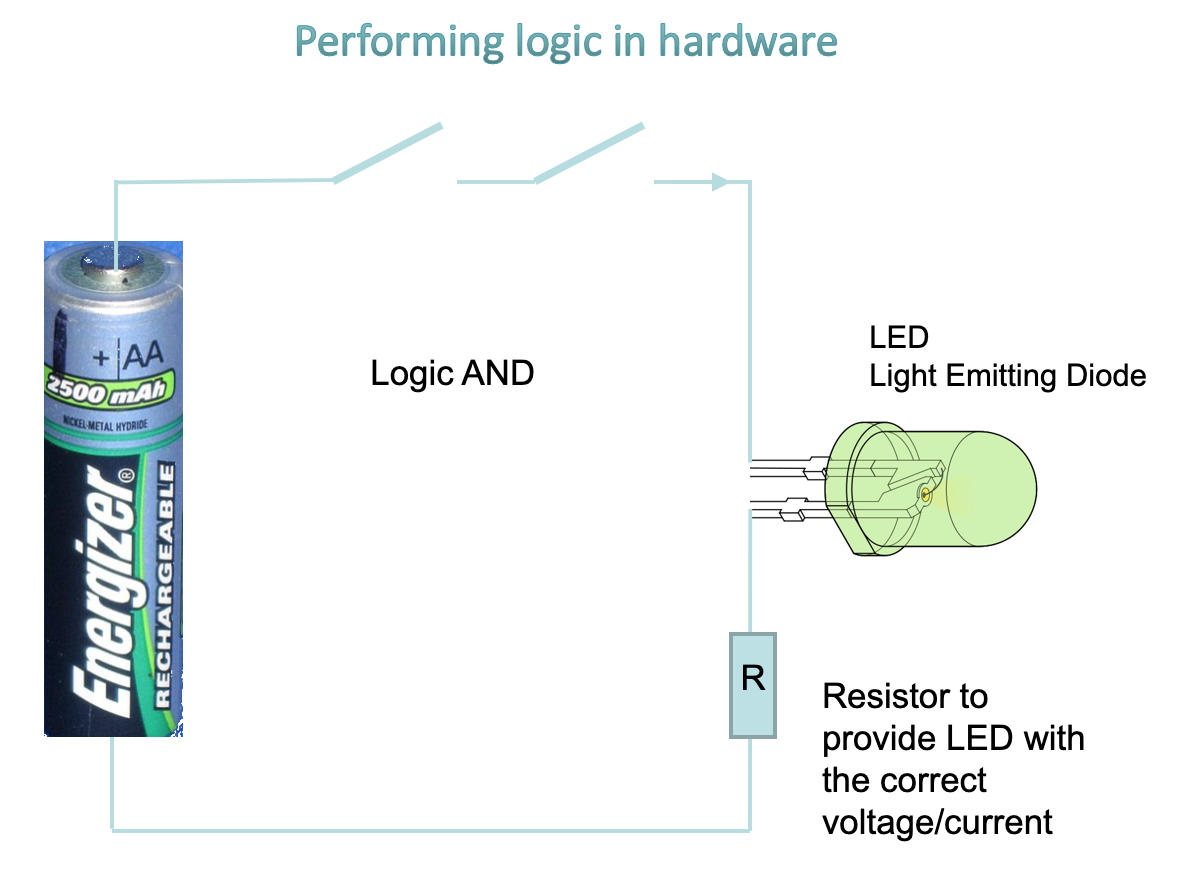 Performing logic in hardware
+ AA
2500 mAh
NICKEL-METAL HYDRIDE
Energizer®
RECHARGEABLE
Logic AND
LED
Light Emitting Diode
R
Resistor to
provide LED with
the correct
voltage/current